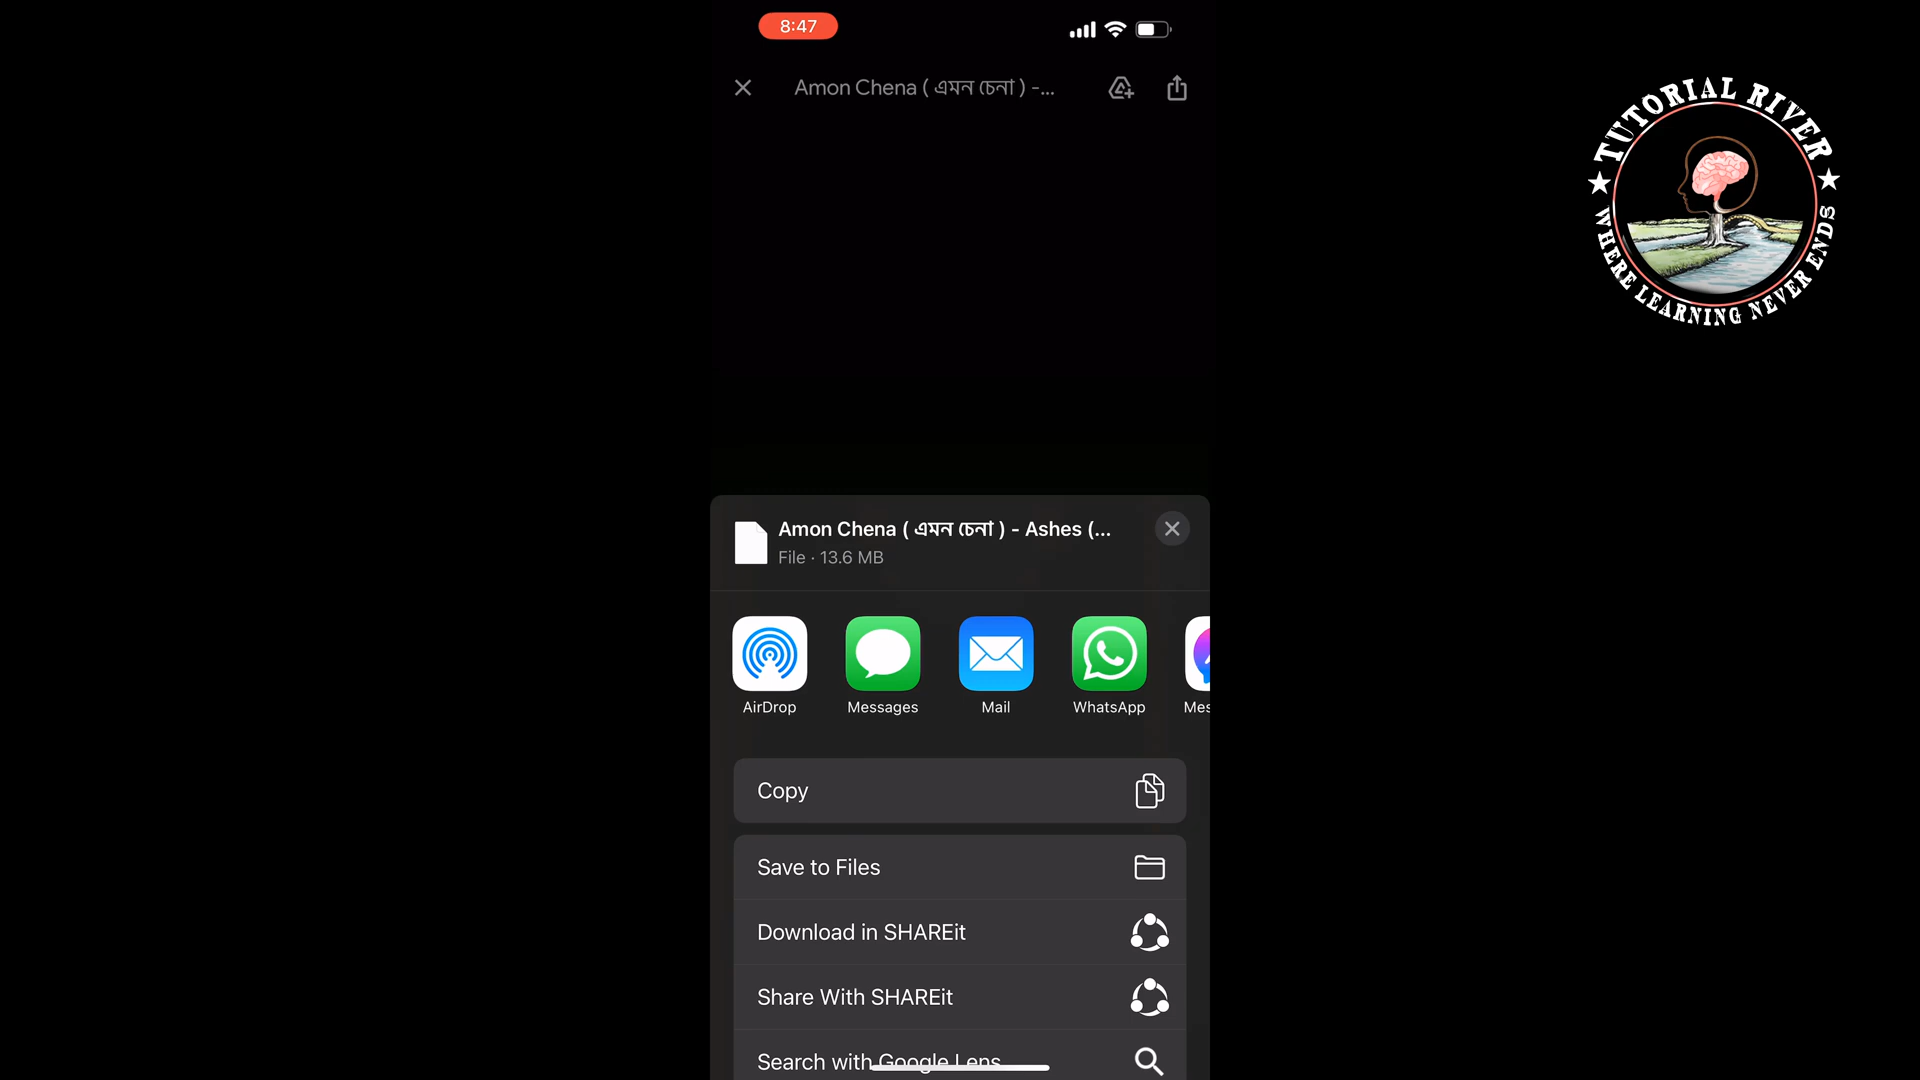 8:47
Amon Chena ( এমন চেনা ) -...
TUTORIAL RIVER
WHERE LEARNING NEVER ENDS
Amon Chena ( এমন চেনা ) - Ashes (...
File · 13.6 MB
AirDrop
Messages
Mail
WhatsApp
Mes
Copy
Save to Files
Download in SHAREit
Share With SHAREit
Search with Google Lens